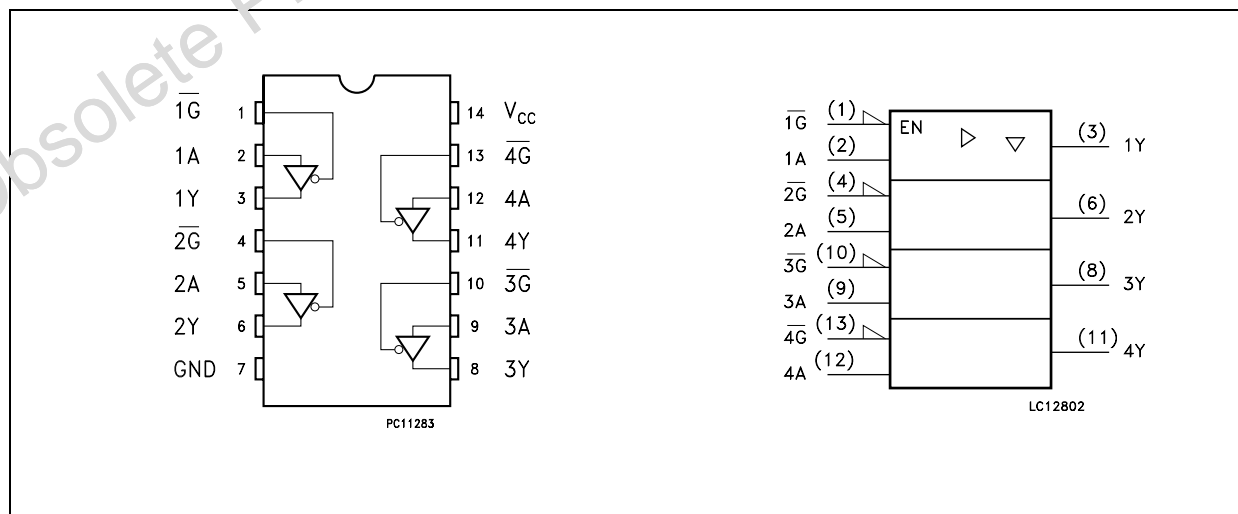 1G̅ 1 14 VCC
1A 2 13 4G̅
1Y 3 12 4A
2G̅ 4 11 4Y
2A 5 10 3G̅
2Y 6 9 3A
GND 7 8 3Y
PC11283
1G̅ (1) EN (3) 1Y
1A (2)
2G̅ (4) (6) 2Y
2A (5)
3G̅ (10) (8) 3Y
3A (9)
4G̅ (13) (11) 4Y
4A (12)
LC12802